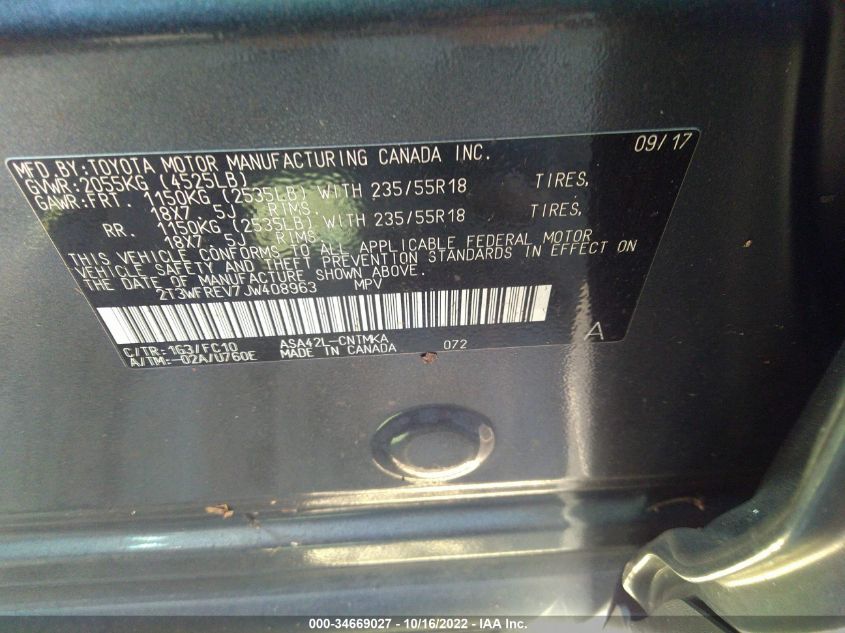 MFD.BY:TOYOTA MOTOR MANUFACTURING CANADA INC. 09/17
GVWR:2055KG (4525LB)
GAWR:FRT. 1150KG (2535LB) WITH 235/55R18 TIRES,
18X7.5J RIMS,
RR. 1150KG (2535LB) WITH 235/55R18 TIRES,
18X7.5J RIMS
THIS VEHICLE CONFORMS TO ALL APPLICABLE FEDERAL MOTOR
VEHICLE SAFETY AND THEFT PREVENTION STANDARDS IN EFFECT ON
THE DATE OF MANUFACTURE SHOWN ABOVE.
2T3WFREV7JW408963 MPV
C/TR:1G3/FC10 ASA42L-CNTMKA 072 A
A/TM:-02A/U760E MADE IN CANADA
000-34669027 - 10/16/2022 - IAA Inc.